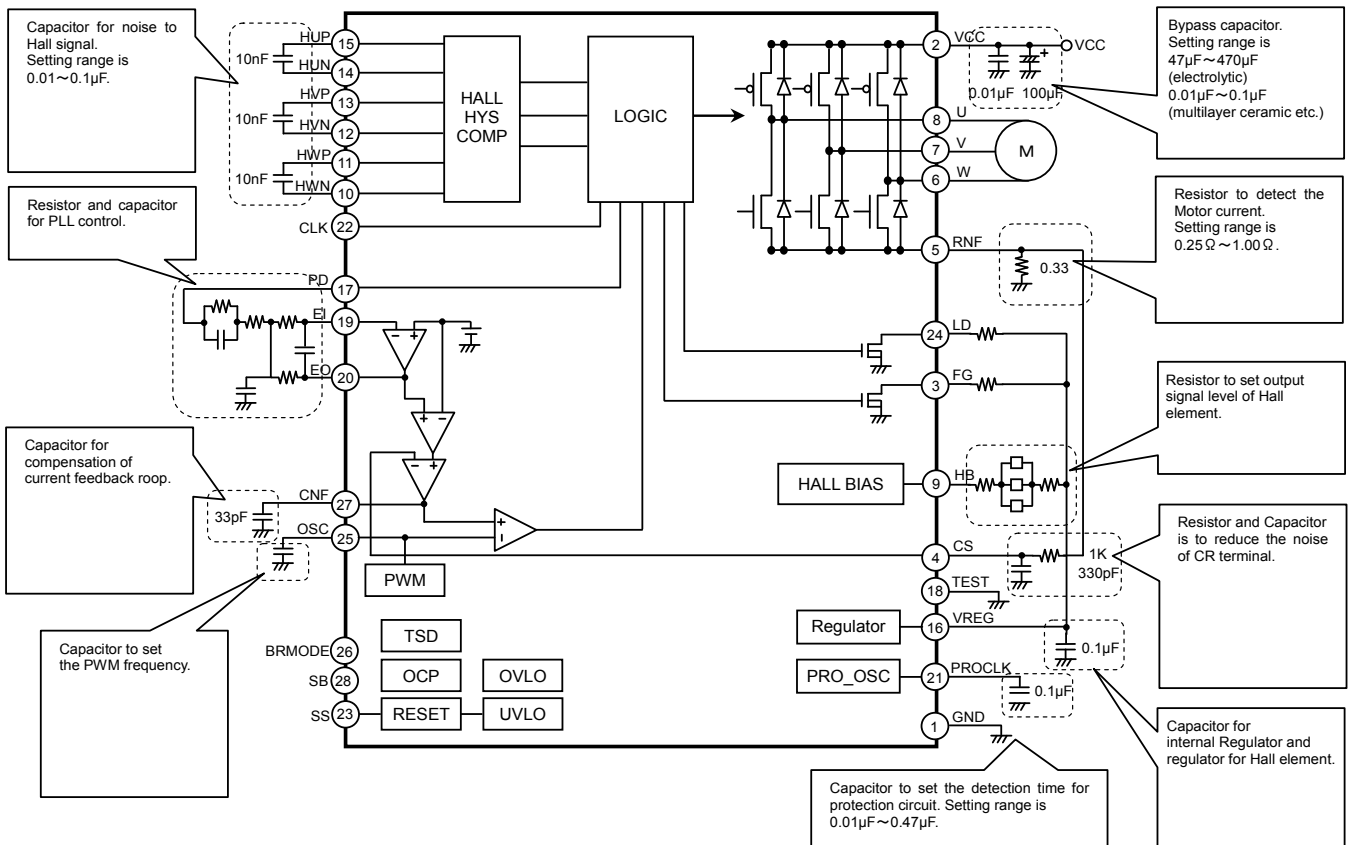 Capacitor for noise to
Hall signal.
Setting range is
0.01～0.1μF.
10nF
10nF
10nF
HUP
15
HUN
14
HVP
13
HVN
12
HWP
11
HWN
10
CLK
22
HALL
HYS
COMP
LOGIC
2
VCC
VCC
0.01μF
100μF
+
8
U
7
V
6
W
M
5
RNF
0.33
Bypass capacitor.
Setting range is
47μF～470μF
(electrolytic)
0.01μF～0.1μF
(multilayer ceramic etc.)
Resistor to detect the
Motor current.
Setting range is
0.25Ω～1.00Ω.
Resistor and capacitor
for PLL control.
PD
17
EI
19
EO
20
24
LD
3
FG
Resistor to set output
signal level of Hall
element.
Capacitor for
compensation of
current feedback roop.
33pF
CNF
27
OSC
25
PWM
HALL BIAS
9
HB
4
CS
1K
330pF
Resistor and Capacitor
is to reduce the noise
of CR terminal.
18
TEST
Regulator
16
VREG
0.1μF
PRO_OSC
21
PROCLK
0.1μF
1
GND
Capacitor to set
the PWM frequency.
BRMODE
26
SB
28
SS
23
TSD
OCP
OVLO
RESET
UVLO
Capacitor for
internal Regulator and
regulator for Hall element.
Capacitor to set the detection time for
protection circuit. Setting range is
0.01μF～0.47μF.
－
+
+
－
－
+
+
－